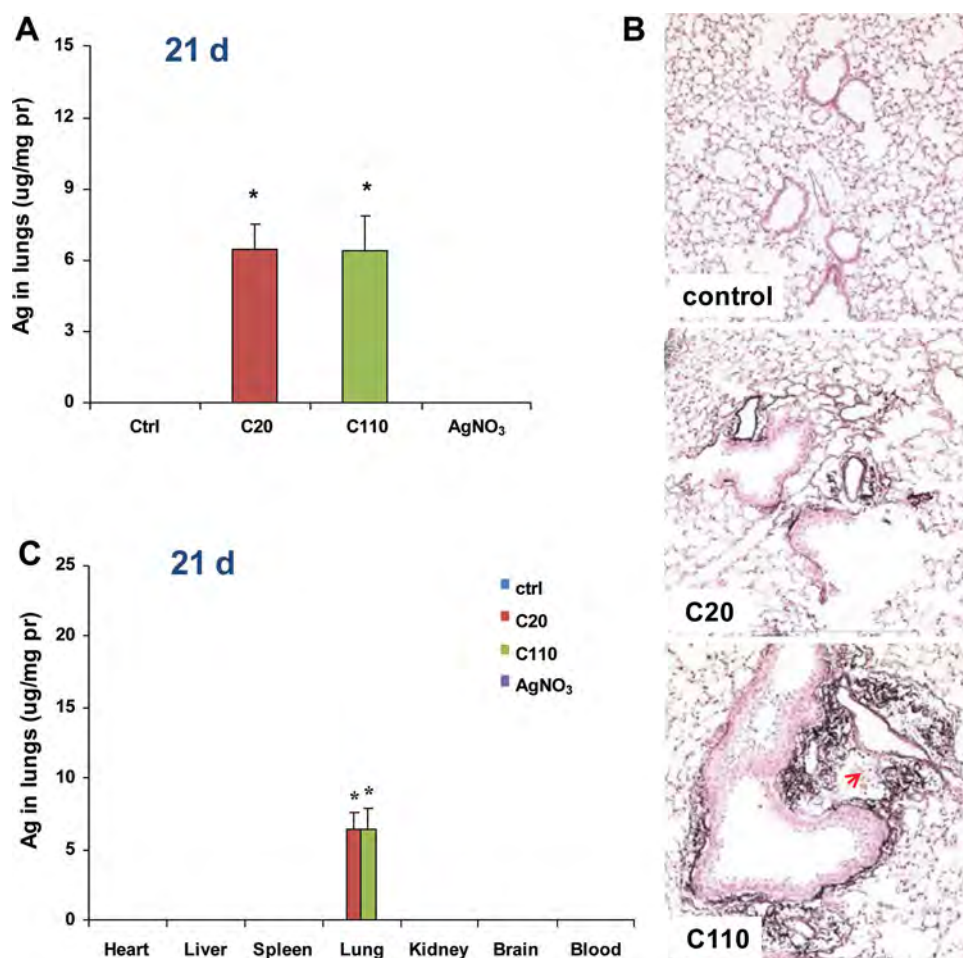 A
21 d
Ag in lungs (ug/mg pr)
15
12
9
6
3
0
*
*
Ctrl
C20
C110
AgNO₃
B
control
C20
C110
C
21 d
Ag in lungs (ug/mg pr)
25
20
15
10
5
0
ctrl
C20
C110
AgNO₃
* *
Heart
Liver
Spleen
Lung
Kidney
Brain
Blood